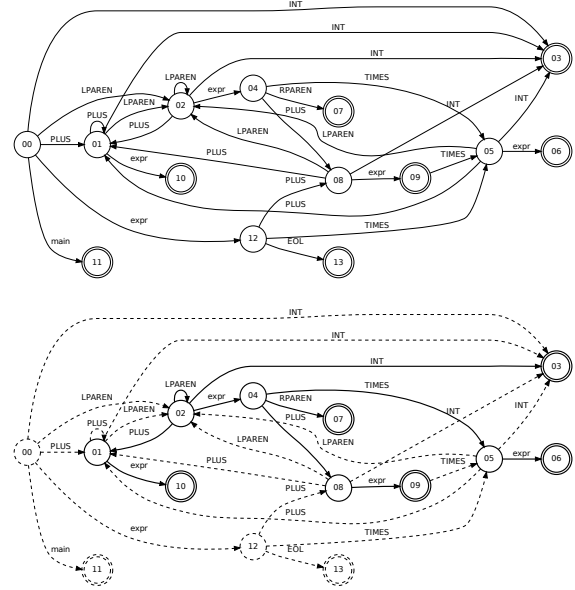 INT
INT
INT
03
TIMES
LPAREN
LPAREN
expr
04
RPAREN
LPAREN
02
PLUS
INT
INT
PLUS
PLUS
07
LPAREN
LPAREN
00
PLUS
01
PLUS
TIMES
05
expr
06
expr
10
PLUS
08
expr
09
PLUS
expr
12
PLUS
TIMES
main
EOL
11
13
INT
INT
INT
03
TIMES
LPAREN
LPAREN
expr
04
RPAREN
LPAREN
02
PLUS
INT
INT
PLUS
PLUS
07
LPAREN
LPAREN
00
PLUS
01
PLUS
TIMES
05
expr
06
expr
10
PLUS
08
expr
09
PLUS
expr
12
TIMES
main
EOL
11
13